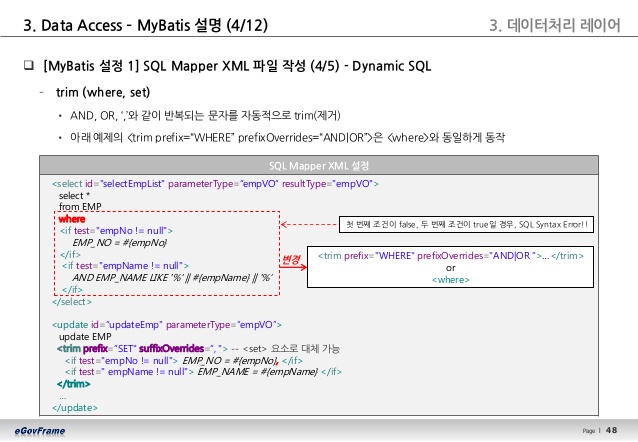 3. Data Access - MyBatis 설명 (4/12)
3. 데이터처리 레이어
[MyBatis 설정 1] SQL Mapper XML 파일 작성 (4/5) - Dynamic SQL
- trim (where, set)
• AND, OR, ‘,’와 같이 반복되는 문자를 자동적으로 trim(제거)
• 아래 예제의 <trim prefix="WHERE" prefixOverrides="AND|OR">은 <where>와 동일하게 동작
SQL Mapper XML 설정
<select id="selectEmpList" parameterType="empVO" resultType="empVO">
select *
from EMP
where
<if test="empNo != null">
EMP_NO = #{empNo}
</if>
<if test="empName != null">
AND EMP_NAME LIKE '%' || #{empName} || '%'
</if>
</select>
첫 번째 조건이 false, 두 번째 조건이 true일 경우, SQL Syntax Error!!
변경
<trim prefix="WHERE" prefixOverrides="AND|OR ">... </trim>
or
<where>
<update id="updateEmp" parameterType="empVO">
update EMP
<trim prefix="SET" suffixOverrides=", "> -- <set> 요소로 대체 가능
<if test="empNo != null"> EMP_NO = #{empNo}, </if>
<if test=" empName != null"> EMP_NAME = #{empName} </if>
</trim>
...
</update>
eGovFrame
Page | 48